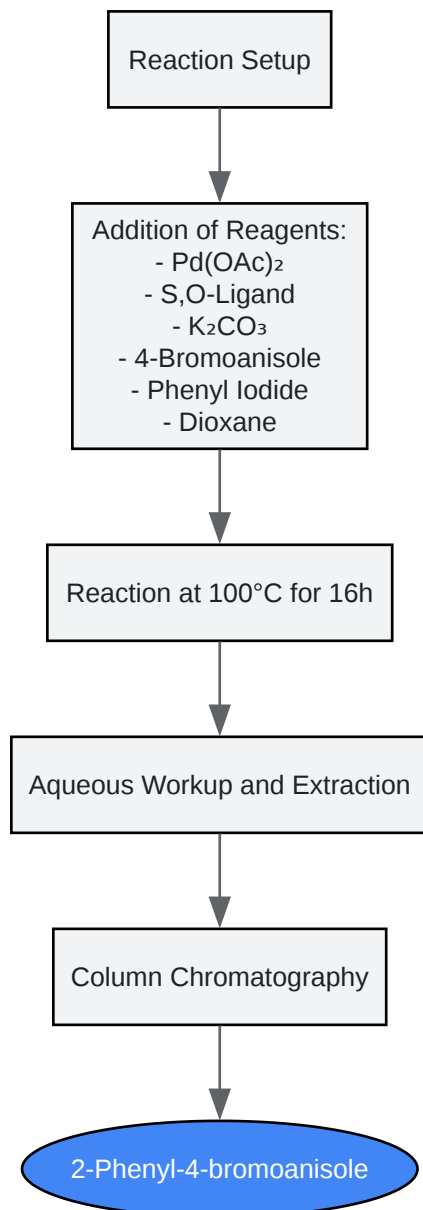 Reaction Setup
Addition of Reagents:
- Pd(OAc)₂
- S,O-Ligand
- K₂CO₃
- 4-Bromoanisole
- Phenyl Iodide
- Dioxane
Reaction at 100°C for 16h
Aqueous Workup and Extraction
Column Chromatography
2-Phenyl-4-bromoanisole